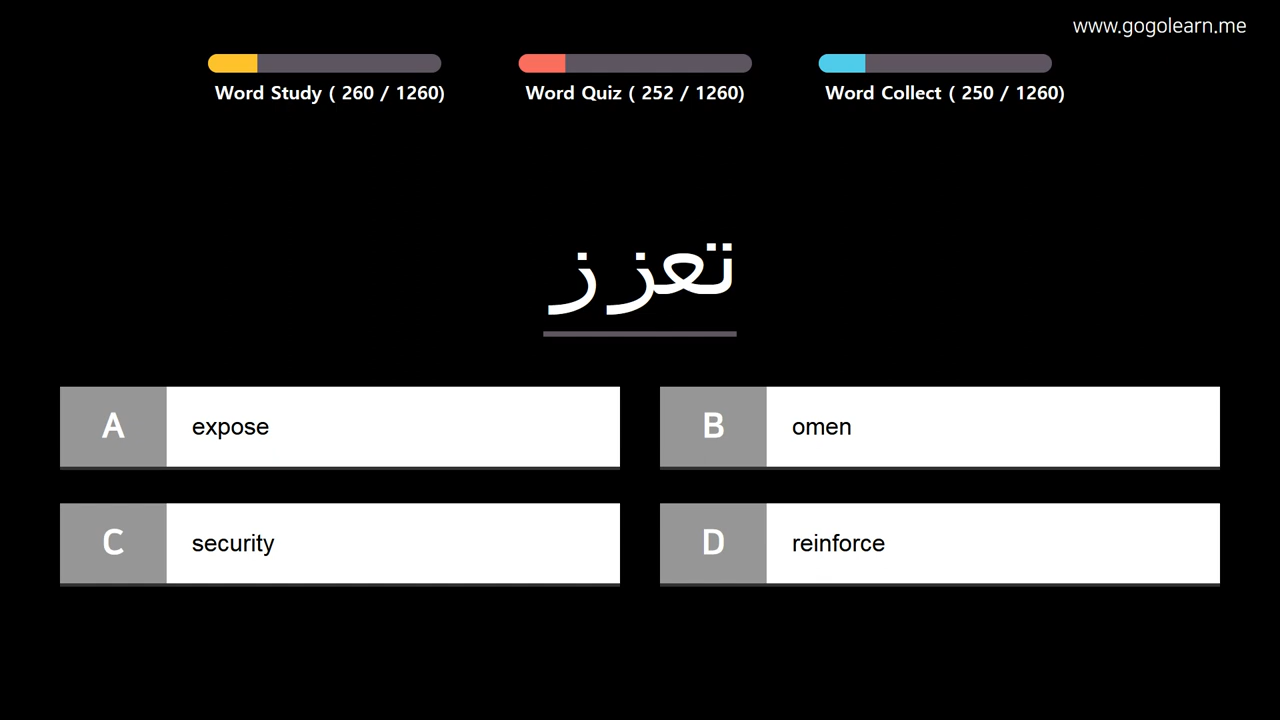 www.gogolearn.me
Word Study ( 260 / 1260)
Word Quiz ( 252 / 1260)
Word Collect ( 250 / 1260)
تعزز
A expose
B omen
C security
D reinforce